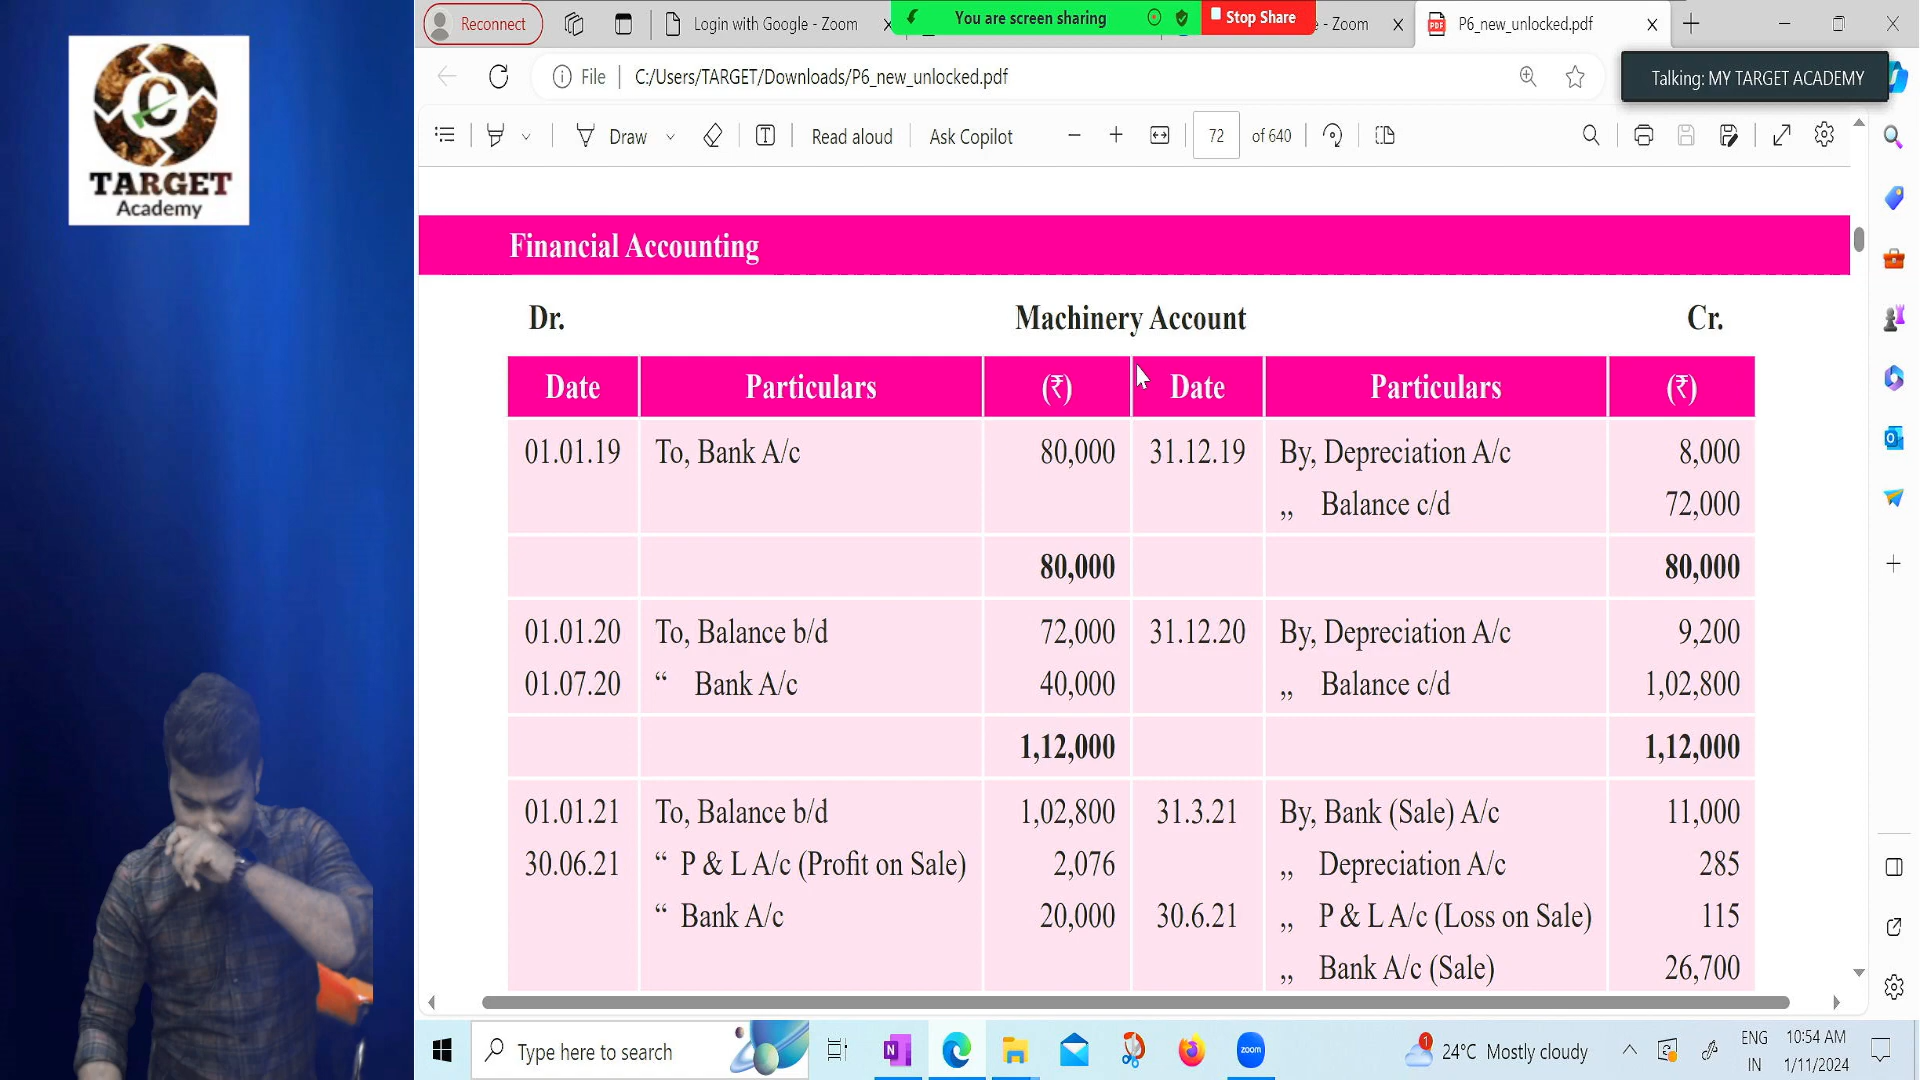 TARGET
Academy
Reconnect
Login with Google - Zoom
You are screen sharing
Stop Share
- Zoom
P6_new_unlocked.pdf
File
C:/Users/TARGET/Downloads/P6_new_unlocked.pdf
Talking: MY TARGET ACADEMY
Draw
Read aloud
Ask Copilot
72
of 640
Financial Accounting
Dr. Machinery Account Cr.
Date Particulars (₹) Date Particulars (₹)
01.01.19 To, Bank A/c 80,000 31.12.19 By, Depreciation A/c 8,000
,, Balance c/d 72,000
80,000 80,000
01.01.20 To, Balance b/d 72,000 31.12.20 By, Depreciation A/c 9,200
01.07.20 “ Bank A/c 40,000 ,, Balance c/d 1,02,800
1,12,000 1,12,000
01.01.21 To, Balance b/d 1,02,800 31.3.21 By, Bank (Sale) A/c 11,000
30.06.21 “ P & L A/c (Profit on Sale) 2,076 ,, Depreciation A/c 285
“ Bank A/c 20,000 30.6.21 ,, P & L A/c (Loss on Sale) 115
,, Bank A/c (Sale) 26,700
Type here to search
zoom
1
24°C Mostly cloudy
ENG
IN
10:54 AM
1/11/2024